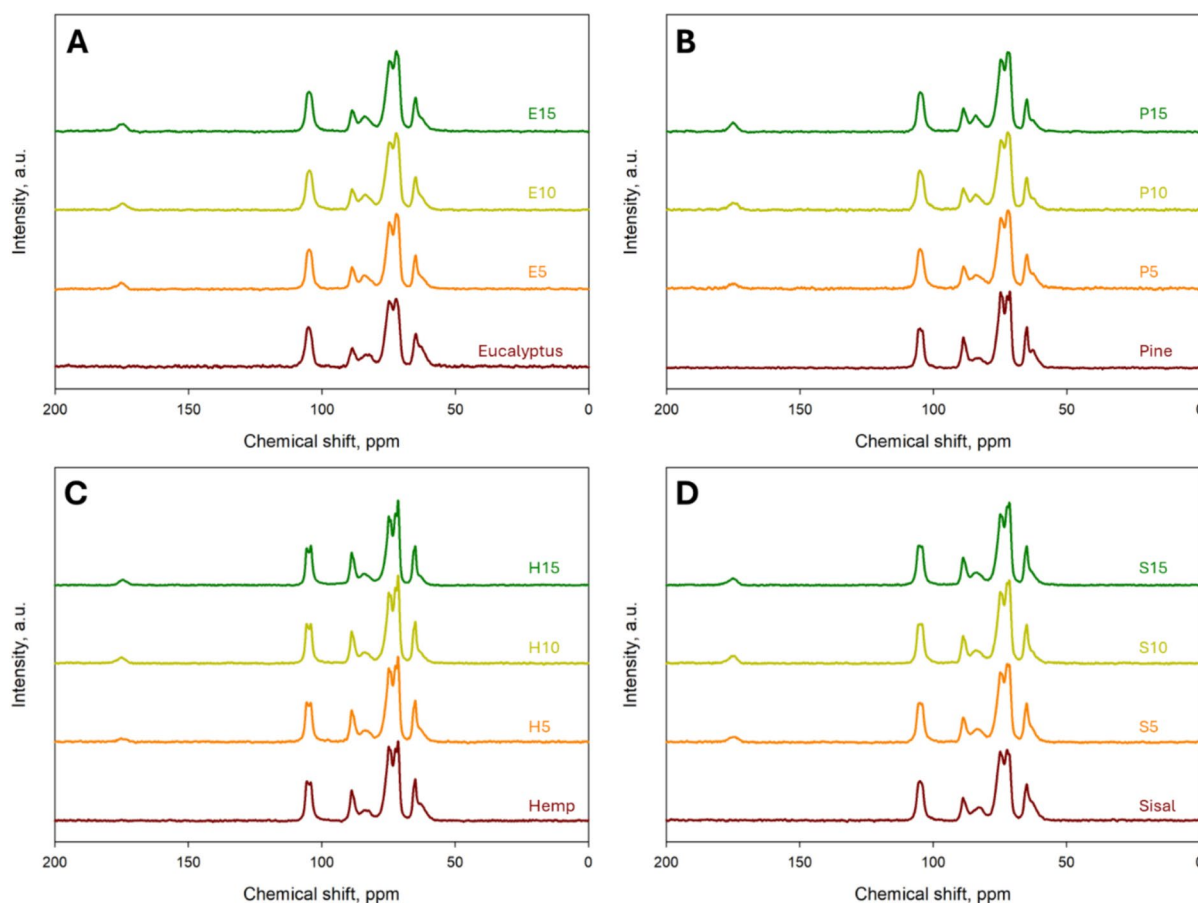 A
E15
E10
E5
Eucalyptus
Intensity, a.u.
200 150 100 50 0
Chemical shift, ppm
B
P15
P10
P5
Pine
Intensity, a.u.
200 150 100 50 0
Chemical shift, ppm
C
H15
H10
H5
Hemp
Intensity, a.u.
200 150 100 50 0
Chemical shift, ppm
D
S15
S10
S5
Sisal
Intensity, a.u.
200 150 100 50 0
Chemical shift, ppm